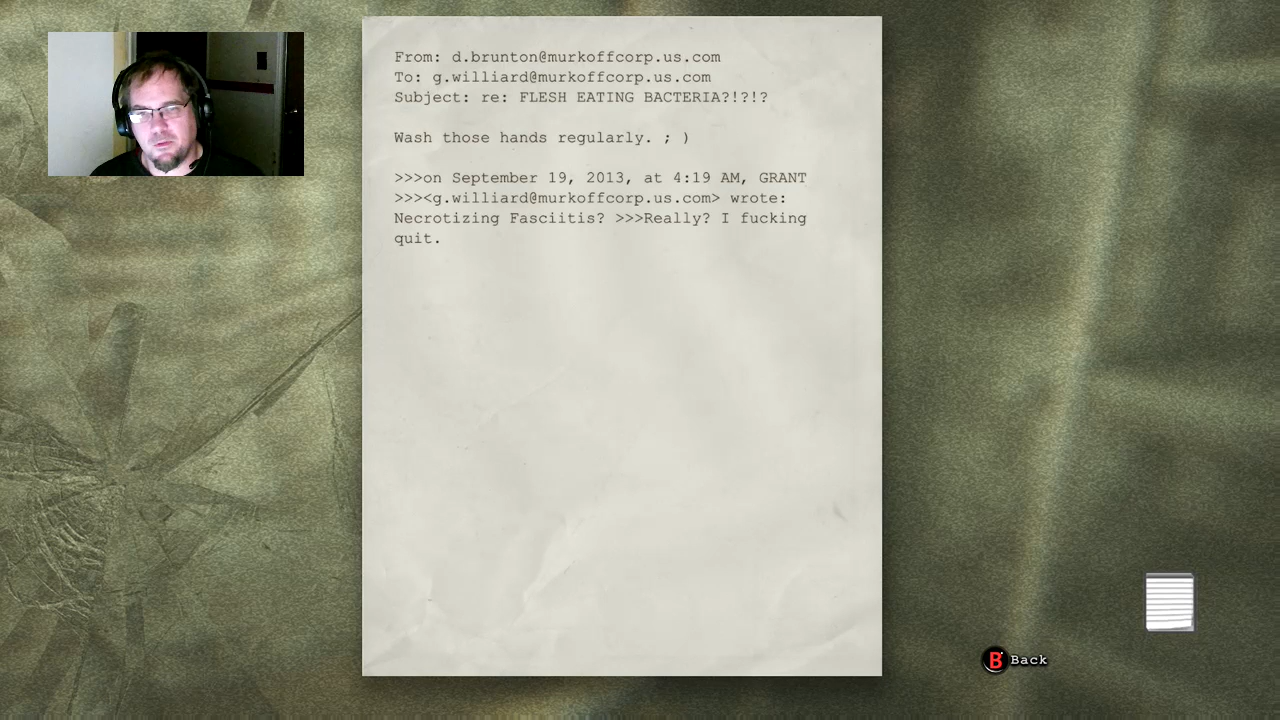 From: d.brunton@murkoffcorp.us.com
To: g.williard@murkoffcorp.us.com
Subject: re: FLESH EATING BACTERIA?!?!?
Wash those hands regularly. ; )
>>>on September 19, 2013, at 4:19 AM, GRANT
>>><g.williard@murkoffcorp.us.com> wrote:
Necrotizing Fasciitis? >>>Really? I fucking
quit.
B Back